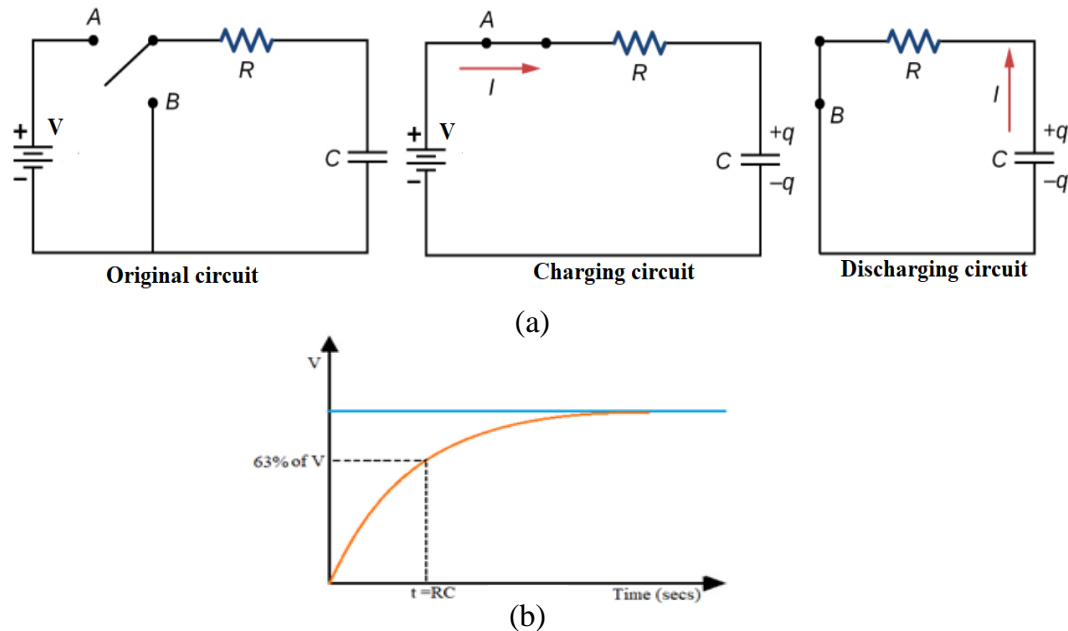 A
R
B
+ V
−
C
Original circuit
A
I
R
+ V
−
C
+q
−q
Charging circuit
R
B
I
C
+q
−q
Discharging circuit
(a)
V
63% of V
t =RC
Time (secs)
(b)